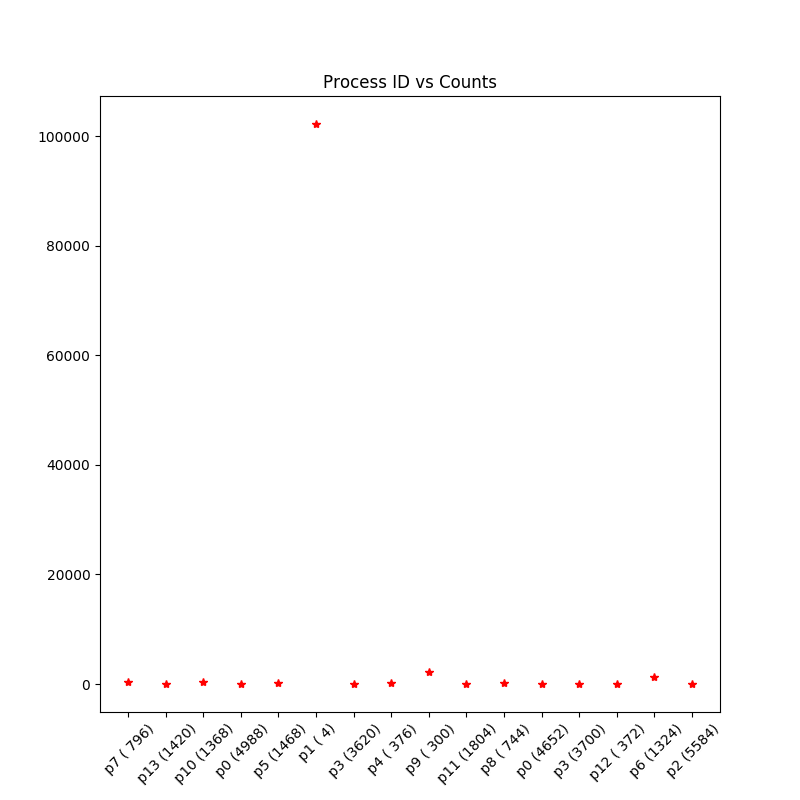 Process ID vs Counts
100000
80000
60000
40000
20000
0
p7 ( 796)
p13 (1420)
p10 (1368)
p0 (4988)
p5 (1468)
p1 ( 4)
p3 (3620)
p4 ( 376)
p9 ( 300)
p11 (1804)
p8 ( 744)
p0 (4652)
p3 (3700)
p12 ( 372)
p6 (1324)
p2 (5584)